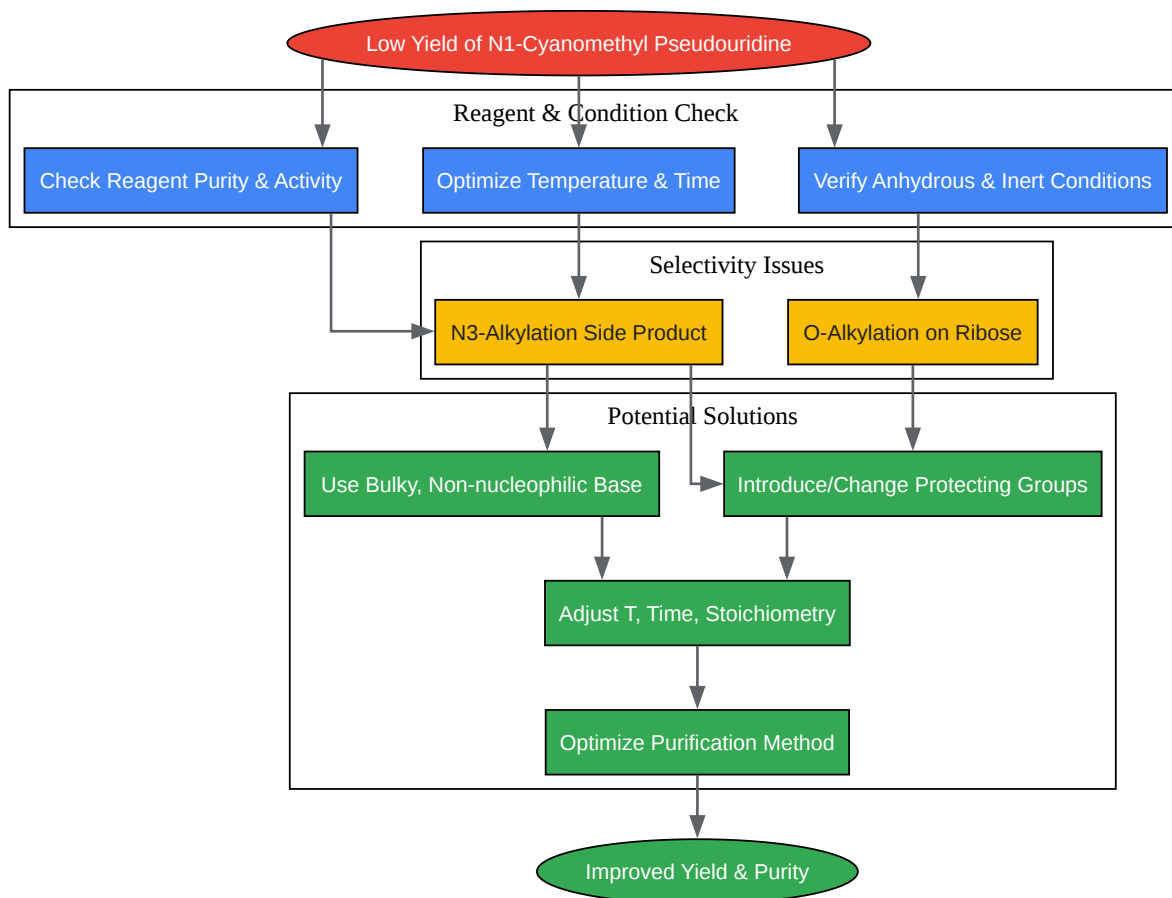 Low Yield of N1-Cyanomethyl Pseudouridine
Reagent & Condition Check
Check Reagent Purity & Activity
Optimize Temperature & Time
Verify Anhydrous & Inert Conditions
Selectivity Issues
N3-Alkylation Side Product
O-Alkylation on Ribose
Potential Solutions
Use Bulky, Non-nucleophilic Base
Introduce/Change Protecting Groups
Adjust T, Time, Stoichiometry
Optimize Purification Method
Improved Yield & Purity